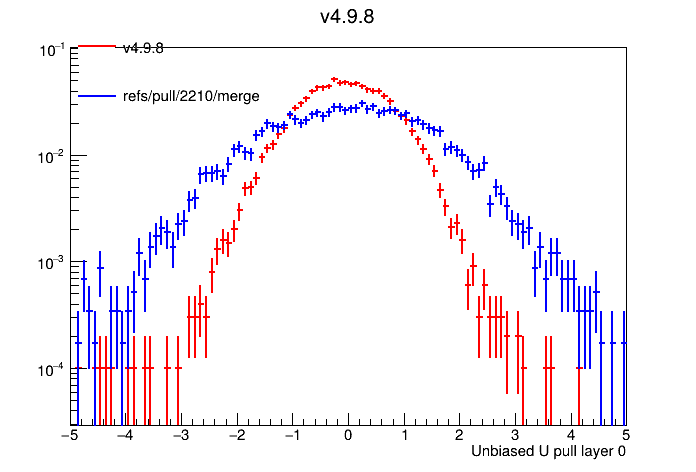 v4.9.8
v4.9.8
refs/pull/2210/merge
10⁻¹
10⁻²
10⁻³
10⁻⁴
−5 −4 −3 −2 −1 0 1 2 3 4 5
Unbiased U pull layer 0